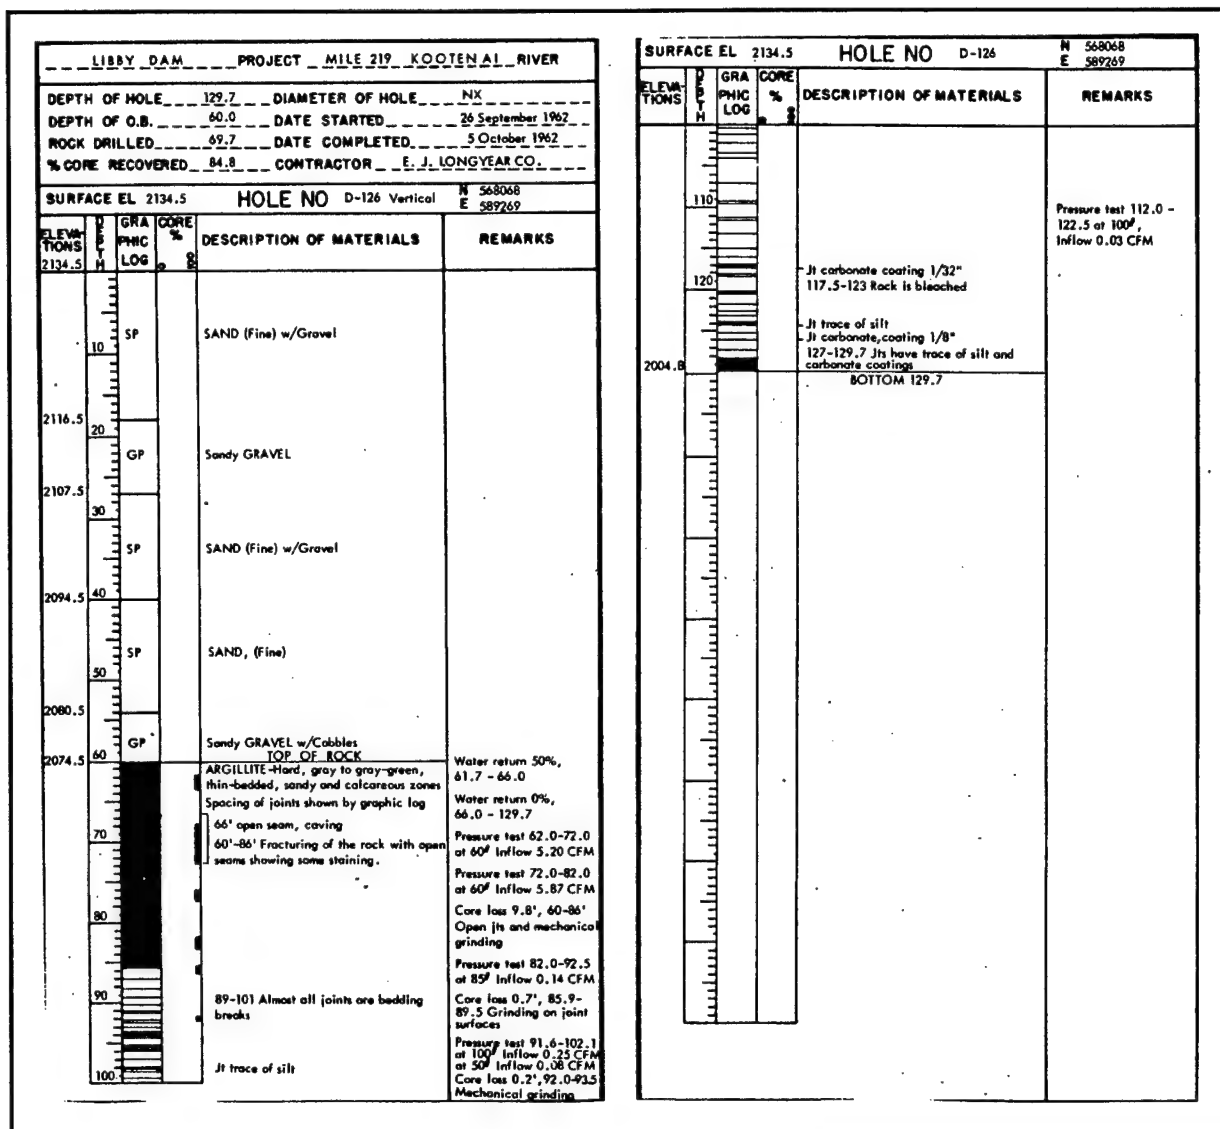 LIBBY DAM PROJECT MILE 219 KOOTENAI RIVER
DEPTH OF HOLE 129.7 DIAMETER OF HOLE NX
DEPTH OF O.B. 60.0 DATE STARTED 26 September 1962
ROCK DRILLED 69.7 DATE COMPLETED 5 October 1962
% CORE RECOVERED 84.8 CONTRACTOR E. J. LONGYEAR CO.
SURFACE EL 2134.5 HOLE NO D-126 Vertical N 568068
E 589269
ELEVA-
TIONS
DEPTH
GRA
PHIC
LOG
CORE
%
0 100
DESCRIPTION OF MATERIALS
REMARKS
2134.5
SP SAND (Fine) w/Gravel
10
2116.5
20
GP Sandy GRAVEL
2107.5
30
SP SAND (Fine) w/Gravel
2094.5 40
SP SAND, (Fine)
50
2080.5
GP Sandy GRAVEL w/Cobbles
2074.5 60 TOP OF ROCK
ARGILLITE-Hard, gray to gray-green,
thin-bedded, sandy and calcareous zones
Spacing of joints shown by graphic log
66' open seam, caving
60'-86' Fracturing of the rock with open
seams showing some staining.
70
80
90
89-101 Almost all joints are bedding
breaks
Jt trace of silt
100
Water return 50%,
61.7 - 66.0
Water return 0%,
66.0 - 129.7
Pressure test 62.0-72.0
at 60# Inflow 5.20 CFM
Pressure test 72.0-82.0
at 60# Inflow 5.87 CFM
Core loss 9.8', 60-86'
Open jts and mechanical
grinding
Pressure test 82.0-92.5
at 85# Inflow 0.14 CFM
Core loss 0.7', 85.9-
89.5 Grinding on joint
surfaces
Pressure test 91.6-102.1
at 100# Inflow 0.25 CFM
at 50# Inflow 0.08 CFM
Core loss 0.2', 92.0-93.5
Mechanical grinding
SURFACE EL 2134.5 HOLE NO D-126 N 568068
E 589269
ELEVA-
TIONS
DEPTH
GRA
PHIC
LOG
CORE
%
0 100
DESCRIPTION OF MATERIALS
REMARKS
110
Pressure test 112.0 -
122.5 at 100#,
Inflow 0.03 CFM
Jt carbonate coating 1/32"
120
117.5-123 Rock is bleached
Jt trace of silt
Jt carbonate, coating 1/8"
127-129.7 Jts have trace of silt and
carbonate coatings
2004.8
BOTTOM 129.7